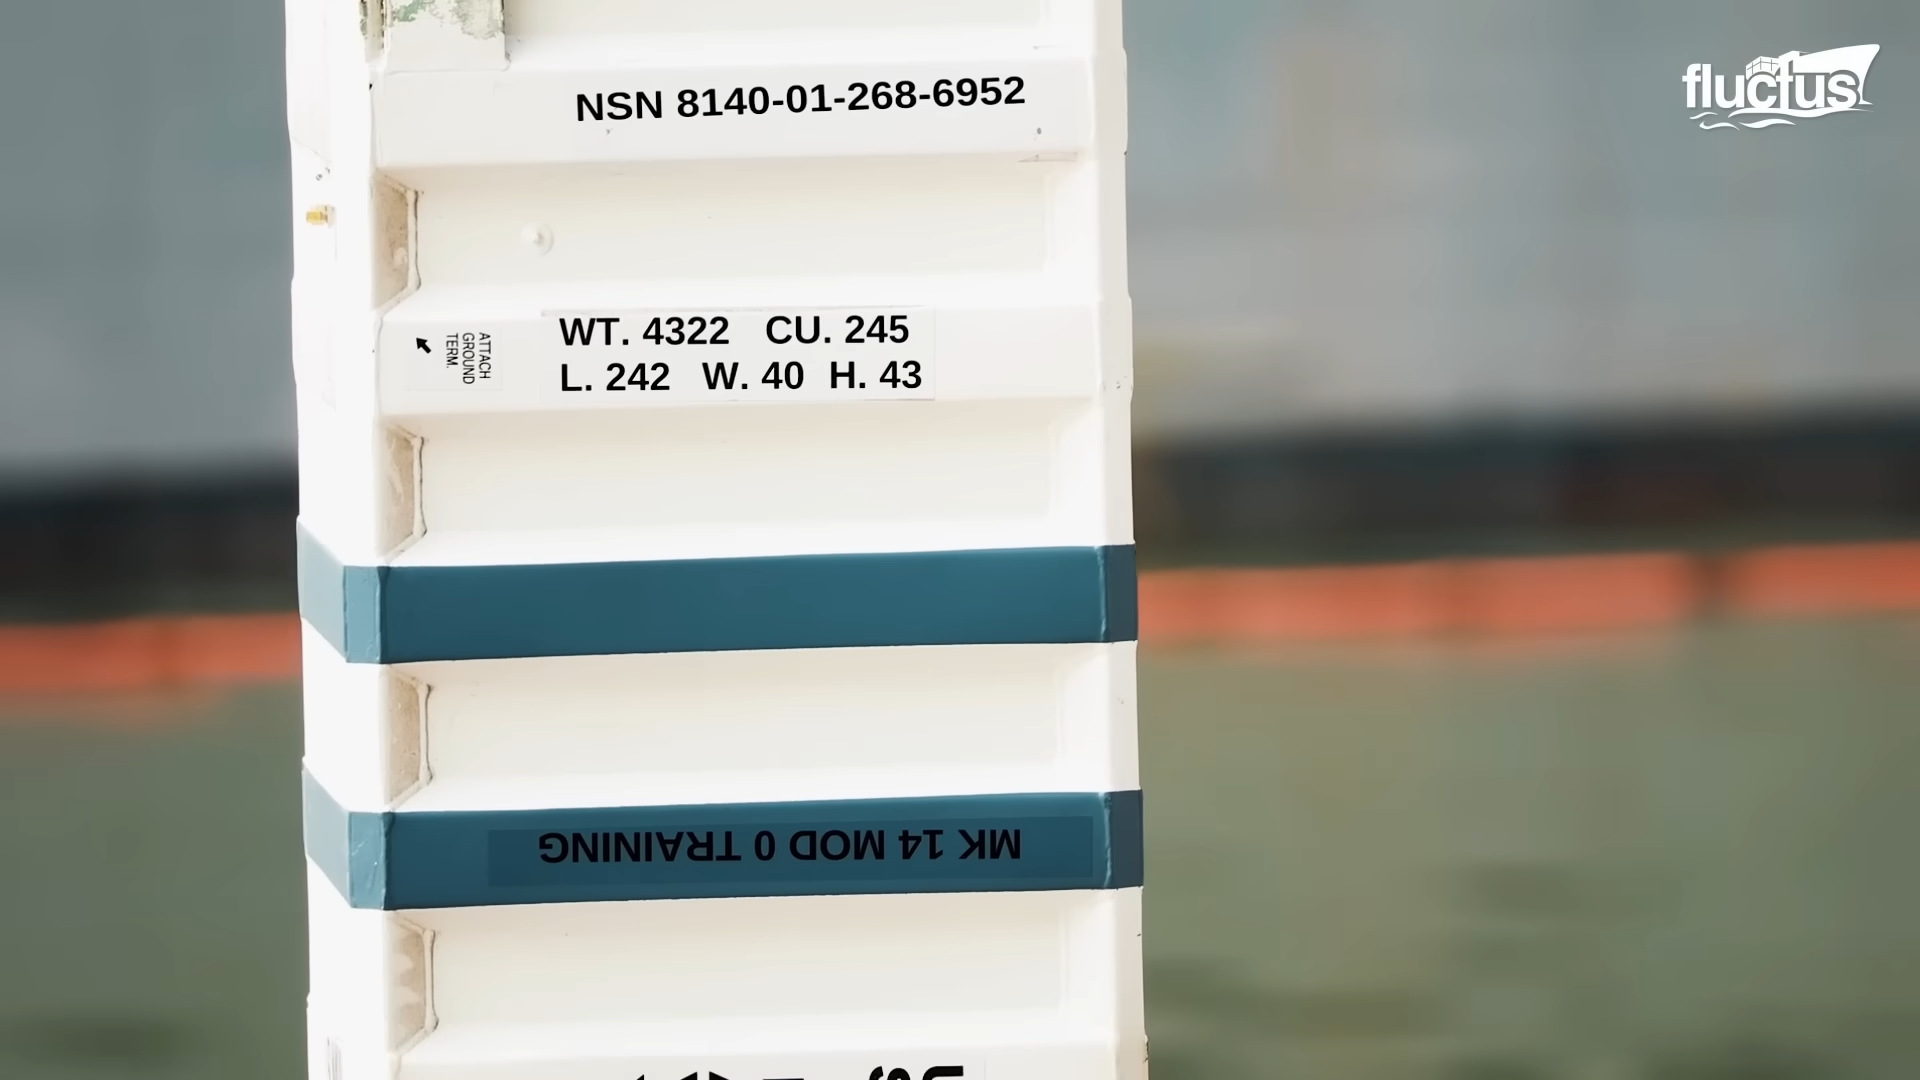 fluctus
NSN 8140-01-268-6952
WT. 4322 CU. 245
L. 242 W. 40 H. 43
ATTACH
GROUND
TERM.
MK 14 MOD 0 TRAINING